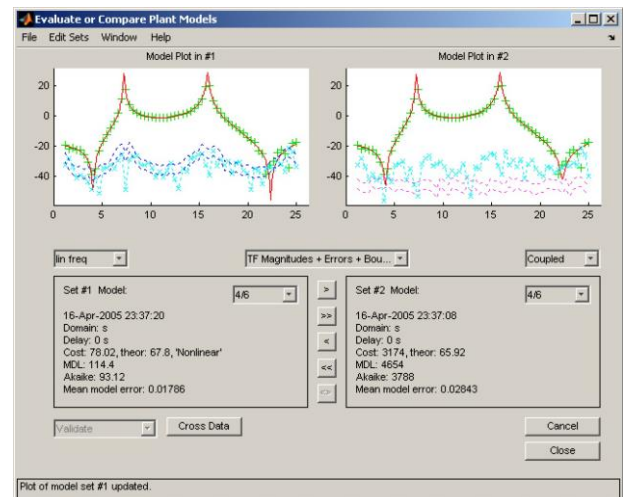 Evaluate or Compare Plant Models
File Edit Sets Window Help
Model Plot in #1
Model Plot in #2
20
0
-20
-40
0 5 10 15 20 25
20
0
-20
-40
0 5 10 15 20 25
lin freq
TF Magnitudes + Errors + Bou...
Coupled
Set #1 Model:
4/6
16-Apr-2005 23:37:20
Domain: s
Delay: 0 s
Cost: 78.02, theor: 67.8, 'Nonlinear'
MDL: 114.4
Akaike: 93.12
Mean model error: 0.01786
>
>>
<
<<
<>
Set #2 Model:
4/6
16-Apr-2005 23:37:08
Domain: s
Delay: 0 s
Cost: 3174, theor: 65.92
MDL: 4654
Akaike: 3788
Mean model error: 0.02843
Validate
Cross Data
Cancel
Close
Plot of model set #1 updated.